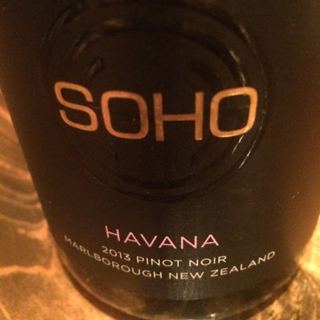 SOHO
HAVANA
2013 PINOT NOIR
MARLBOROUGH NEW ZEALAND